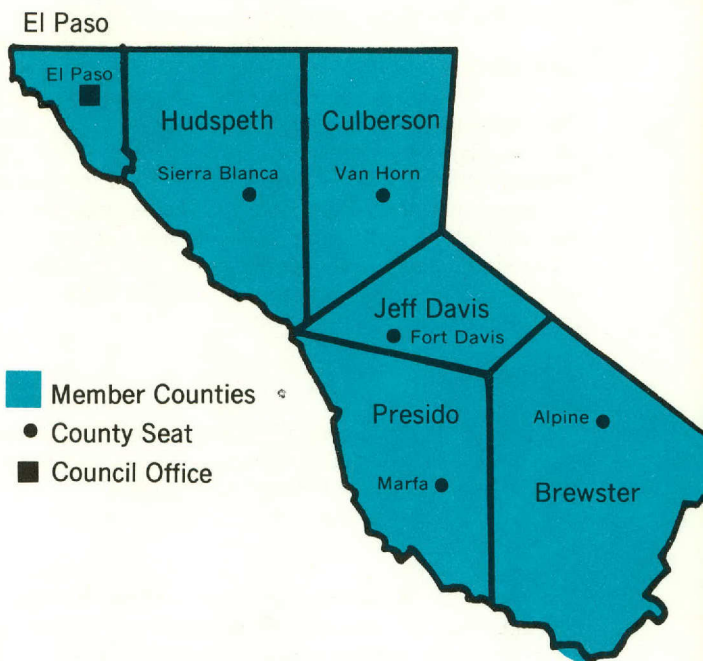 El Paso
El Paso
Hudspeth
Culberson
Sierra Blanca
Van Horn
Jeff Davis
Fort Davis
Member Counties
County Seat
Council Office
Presido
Alpine
Marfa
Brewster